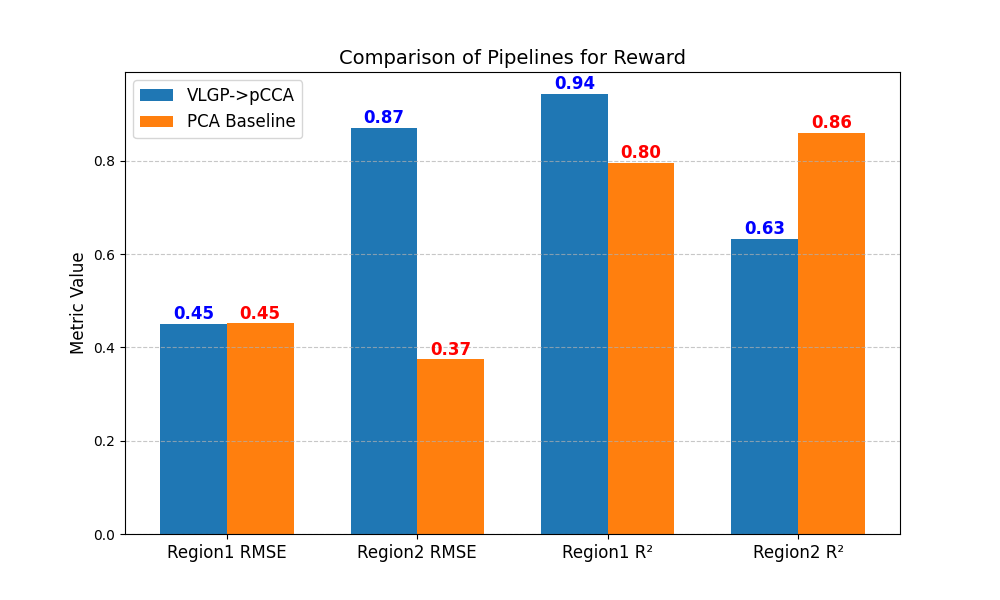 Comparison of Pipelines for Reward
VLGP->pCCA
PCA Baseline
Metric Value
0.8
0.6
0.4
0.2
0.0
0.45
0.45
0.87
0.37
0.94
0.80
0.63
0.86
Region1 RMSE
Region2 RMSE
Region1 R²
Region2 R²